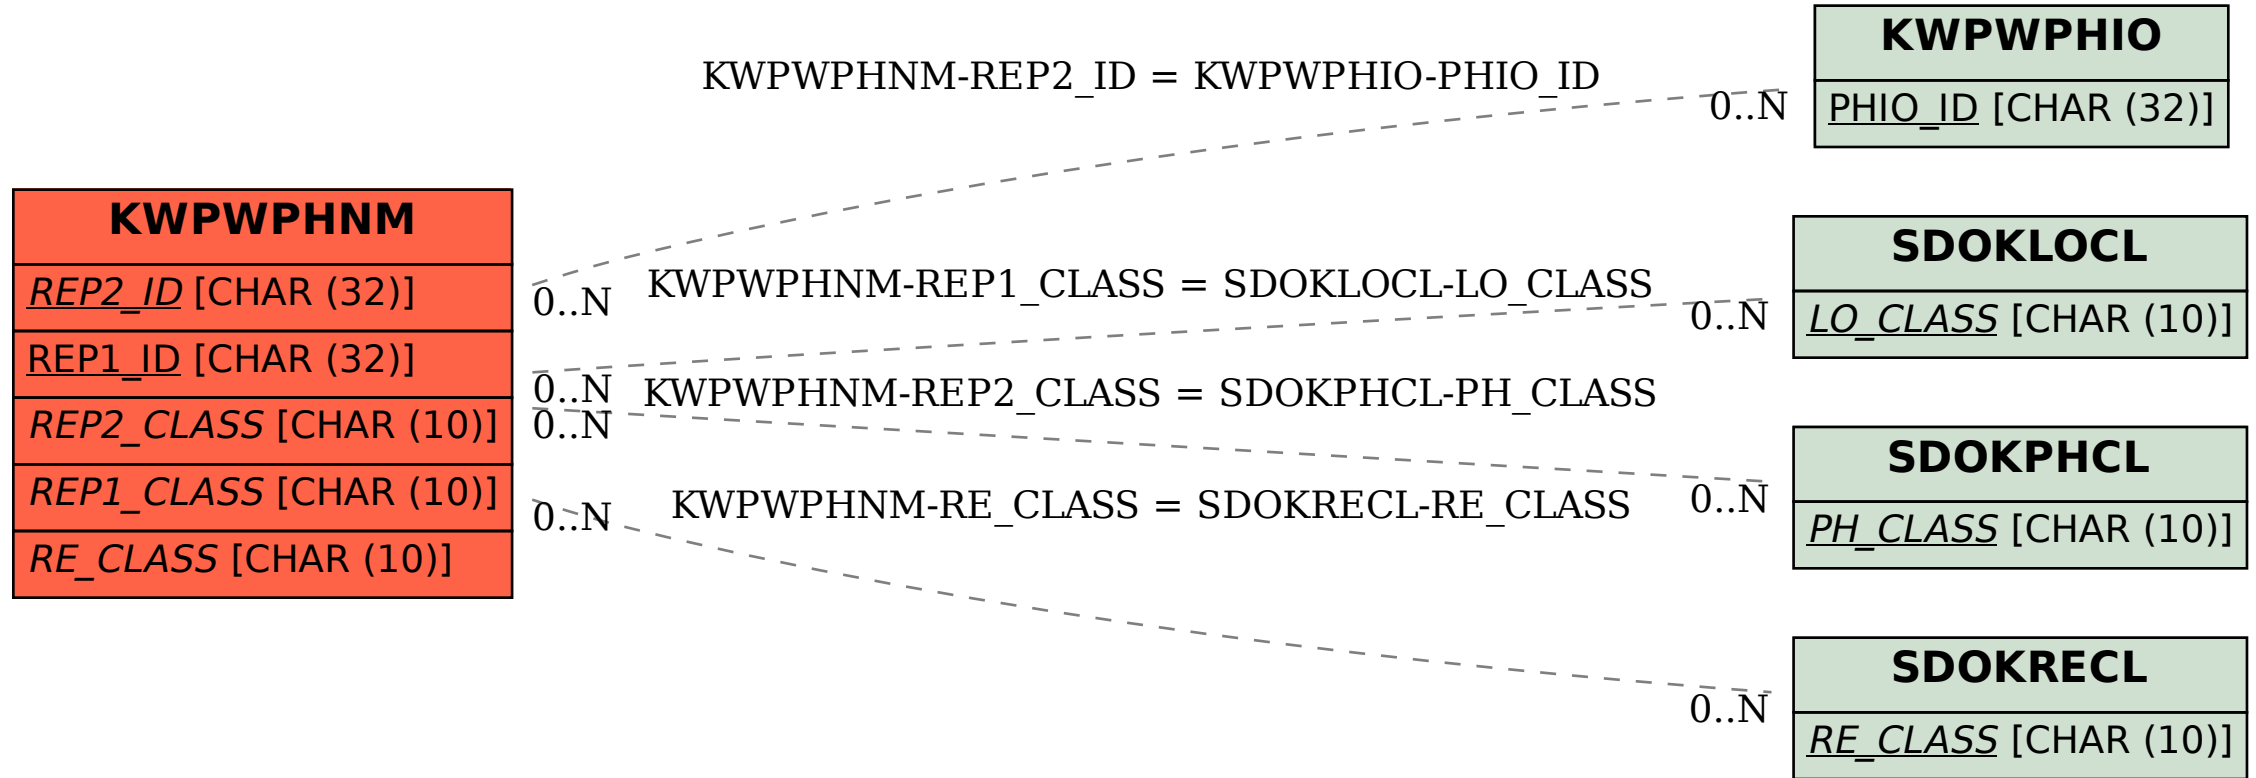 KWPWPHNM
REP2_ID [CHAR (32)]
REP1_ID [CHAR (32)]
REP2_CLASS [CHAR (10)]
REP1_CLASS [CHAR (10)]
RE_CLASS [CHAR (10)]
KWPWPHNM-REP2_ID = KWPWPHIO-PHIO_ID
0..N
0..N
KWPWPHNM-REP1_CLASS = SDOKLOCL-LO_CLASS
0..N
0..N
KWPWPHNM-REP2_CLASS = SDOKPHCL-PH_CLASS
0..N
0..N
KWPWPHNM-RE_CLASS = SDOKRECL-RE_CLASS
0..N
0..N
KWPWPHIO
PHIO_ID [CHAR (32)]
SDOKLOCL
LO_CLASS [CHAR (10)]
SDOKPHCL
PH_CLASS [CHAR (10)]
SDOKRECL
RE_CLASS [CHAR (10)]